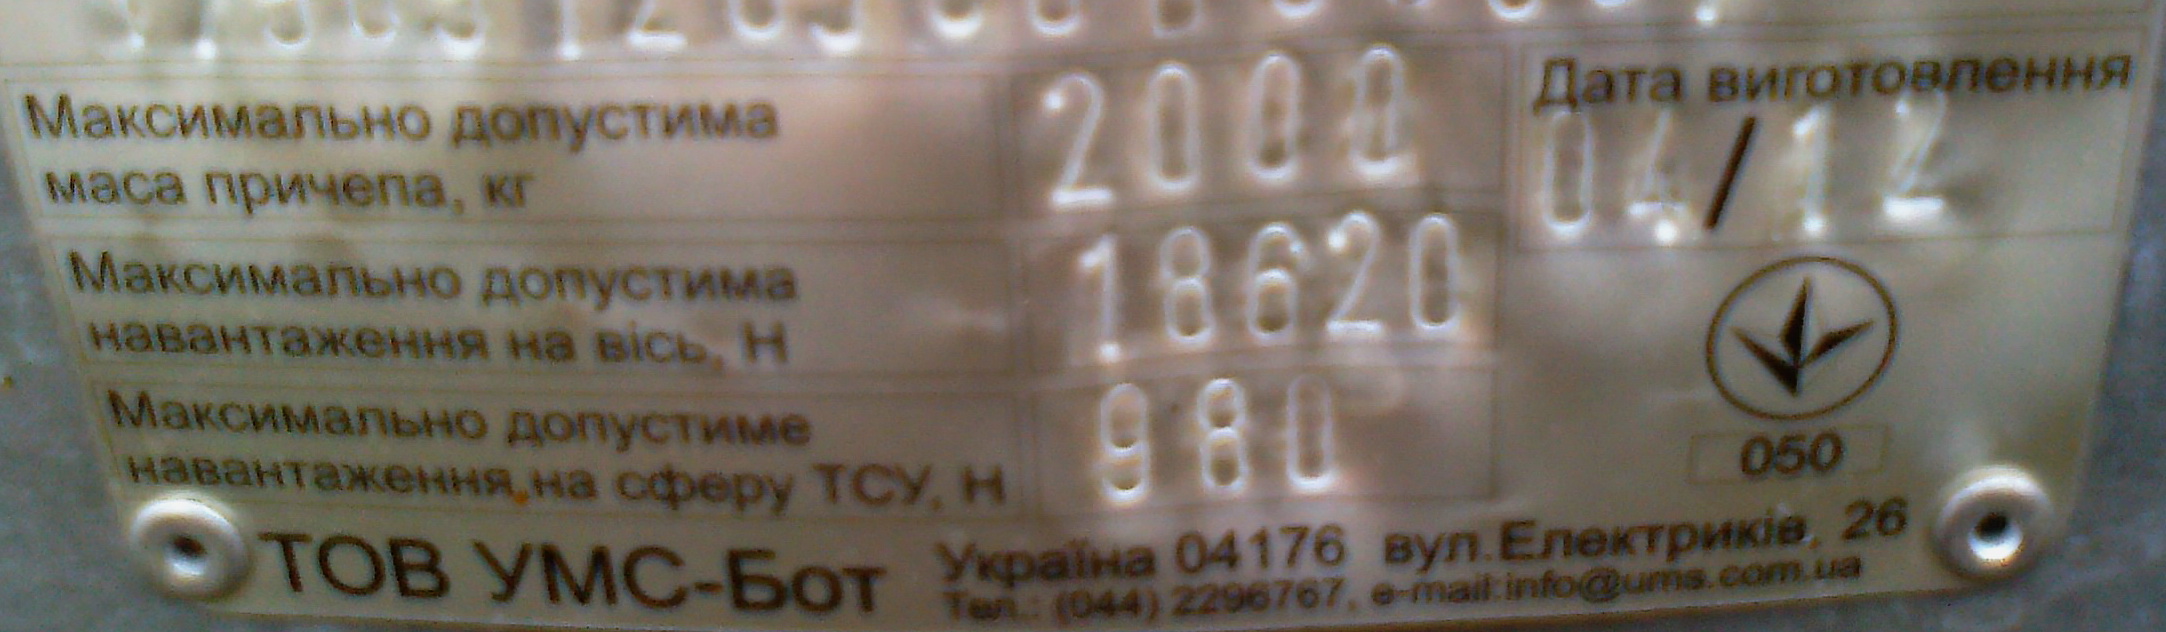 Максимально допустима
маса причепа, кг
2000
Дата виготовлення
04/12
Максимально допустима
навантаження на вісь, Н
18620
Максимально допустиме
навантаження на сферу ТСУ, Н
980
050
ТОВ УМС-Бот
Україна 04176 вул.Електриків, 26
Тел.: (044) 2296767, e-mail:info@ums.com.ua